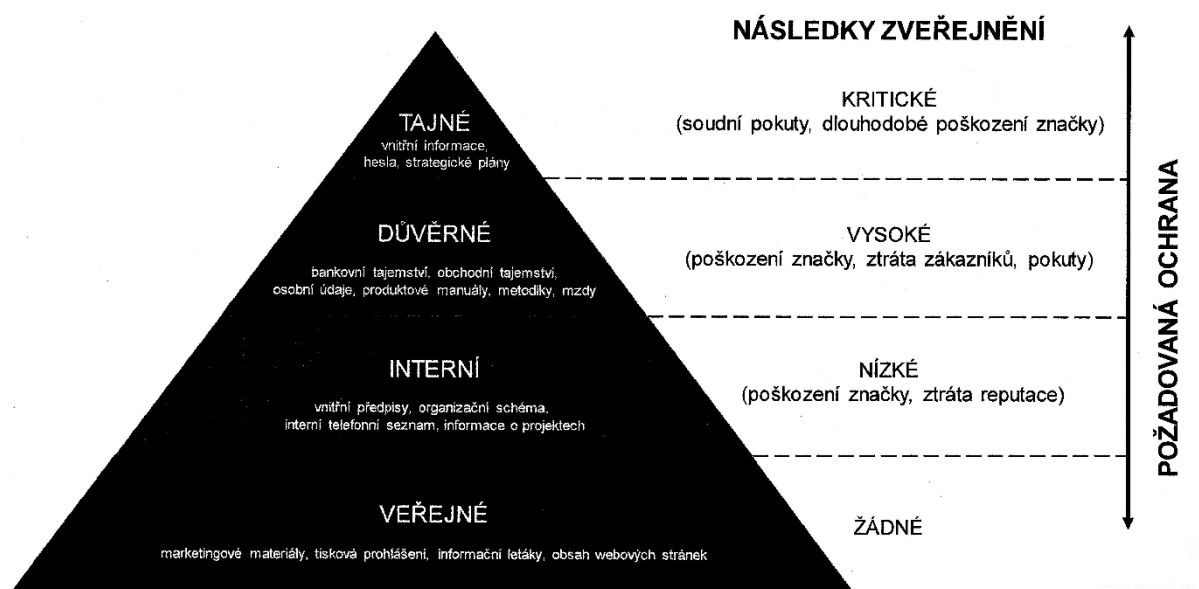 NÁSLEDKY ZVEŘEJNĚNÍ
TAJNÉ
vnitřní informace,
hesla, strategické plány
KRITICKÉ
(soudní pokuty, dlouhodobé poškození značky)
DŮVĚRNÉ
bankovní tajemství, obchodní tajemství,
osobní údaje, produktové manuály, metodiky, mzdy
VYSOKÉ
(poškození značky, ztráta zákazníků, pokuty)
INTERNÍ
vnitřní předpisy, organizační schéma,
interní telefonní seznam, informace o projektech
NÍZKÉ
(poškození značky, ztráta reputace)
VEŘEJNÉ
marketingové materiály, tisková prohlášení, informační letáky, obsah webových stránek
ŽÁDNÉ
POŽADOVANÁ OCHRANA